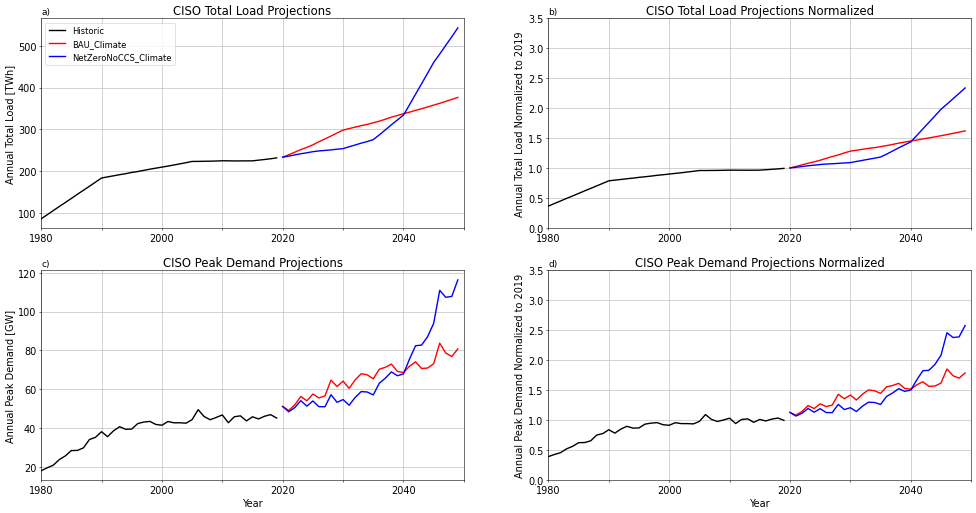 a)
CISO Total Load Projections
Historic
BAU_Climate
NetZeroNoCCS_Climate
Annual Total Load [TWh]
500
400
300
200
100
1980
2000
2020
2040
b)
CISO Total Load Projections Normalized
Annual Total Load Normalized to 2019
3.5
3.0
2.5
2.0
1.5
1.0
0.5
0.0
1980
2000
2020
2040
c)
CISO Peak Demand Projections
Annual Peak Demand [GW]
120
100
80
60
40
20
1980
2000
2020
2040
Year
d)
CISO Peak Demand Projections Normalized
Annual Peak Demand Normalized to 2019
3.5
3.0
2.5
2.0
1.5
1.0
0.5
0.0
1980
2000
2020
2040
Year